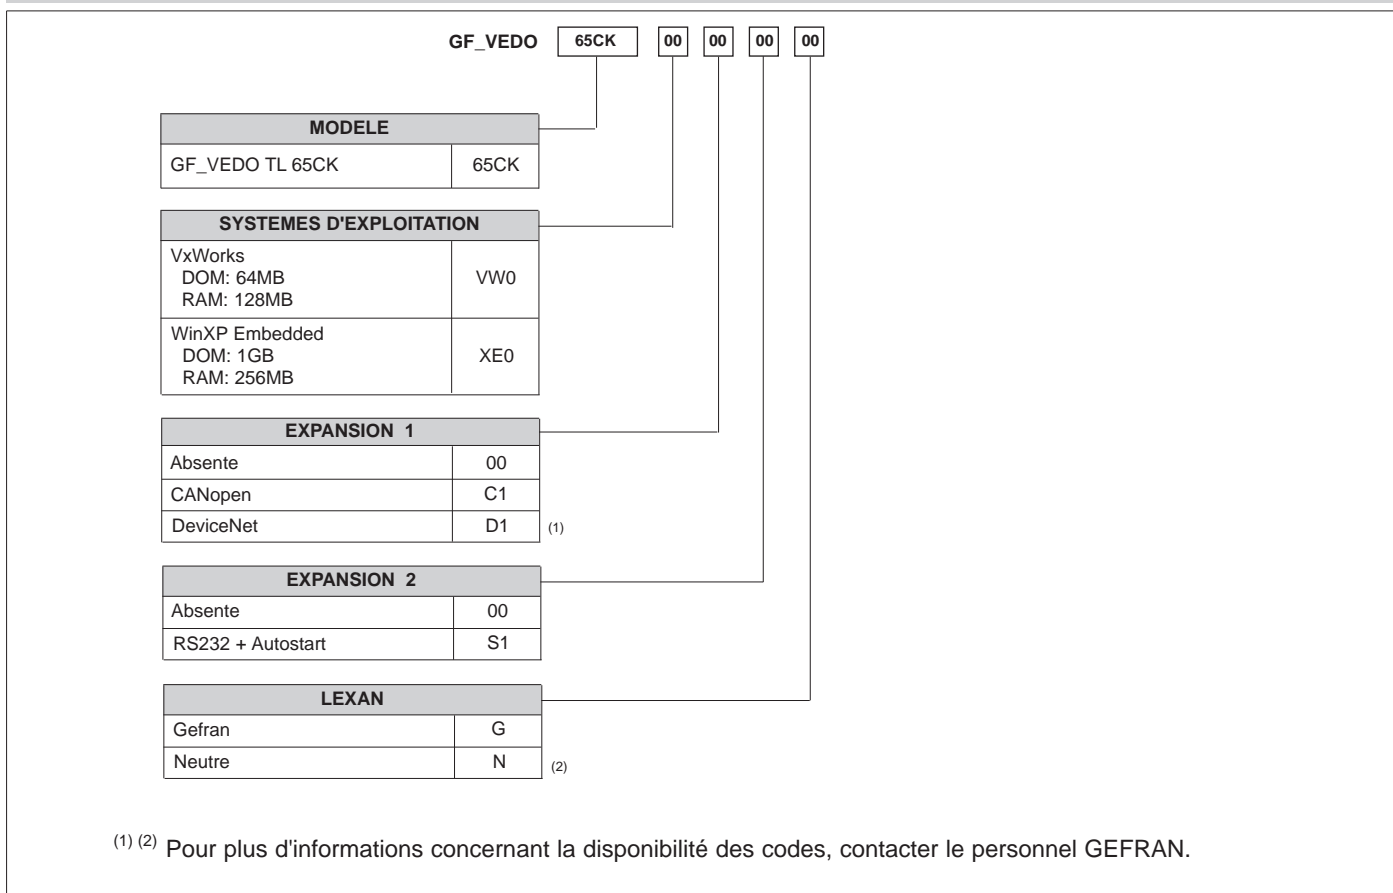 GF_VEDO 65CK 00 00 00 00
MODELE
GF_VEDO TL 65CK 65CK
SYSTEMES D'EXPLOITATION
VxWorks
DOM: 64MB
RAM: 128MB
VW0
WinXP Embedded
DOM: 1GB
RAM: 256MB
XE0
EXPANSION 1
Absente 00
CANopen C1
DeviceNet D1 (1)
EXPANSION 2
Absente 00
RS232 + Autostart S1
LEXAN
Gefran G
Neutre N (2)
(1) (2) Pour plus d'informations concernant la disponibilité des codes, contacter le personnel GEFRAN.